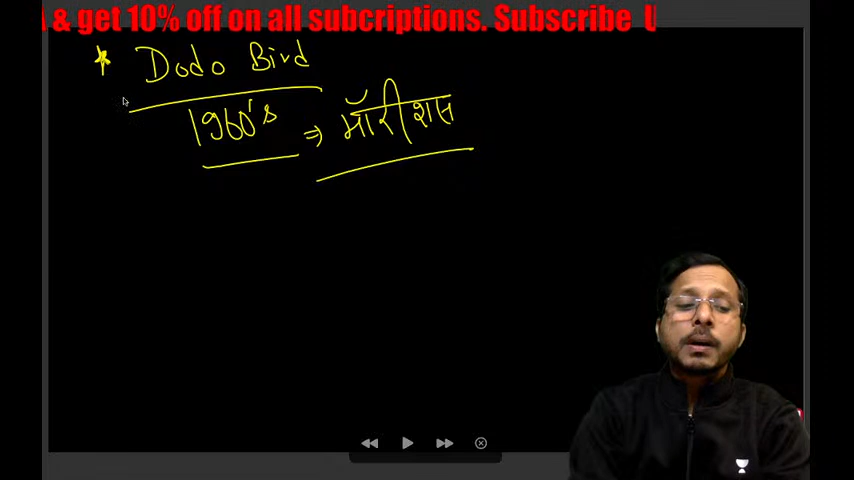 & get 10% off on all subcriptions. Subscribe U
* Dodo Bird
1960's ⇒ मॉरीशस